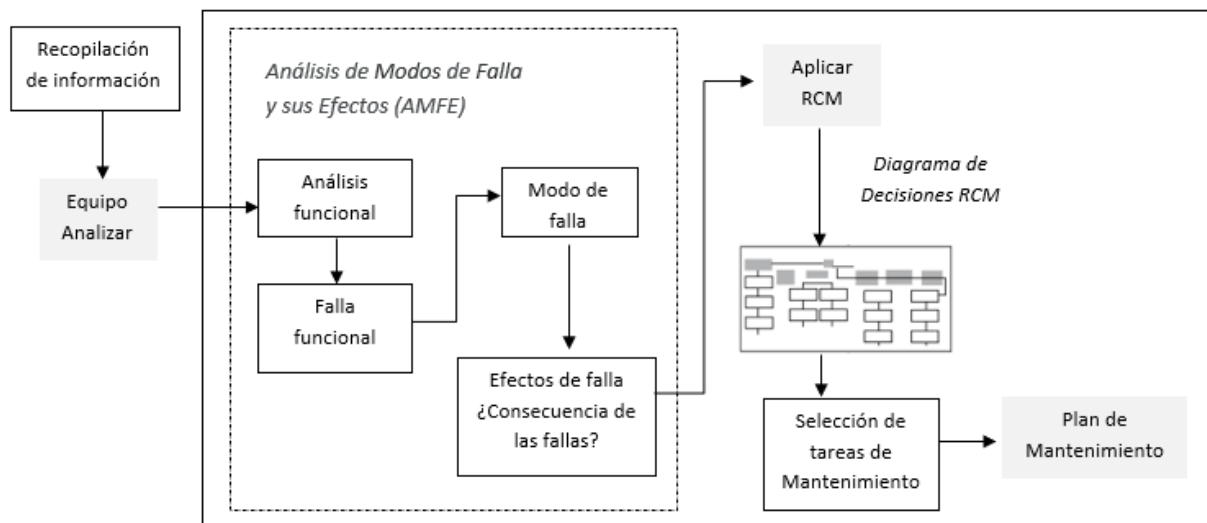 Recopilación
de información
Equipo
Analizar
Análisis de Modos de Falla
y sus Efectos (AMFE)
Análisis
funcional
Falla
funcional
Modo de
falla
Efectos de falla
¿Consecuencia de
las fallas?
Aplicar
RCM
Diagrama de
Decisiones RCM
Selección de
tareas de
Mantenimiento
Plan de
Mantenimiento